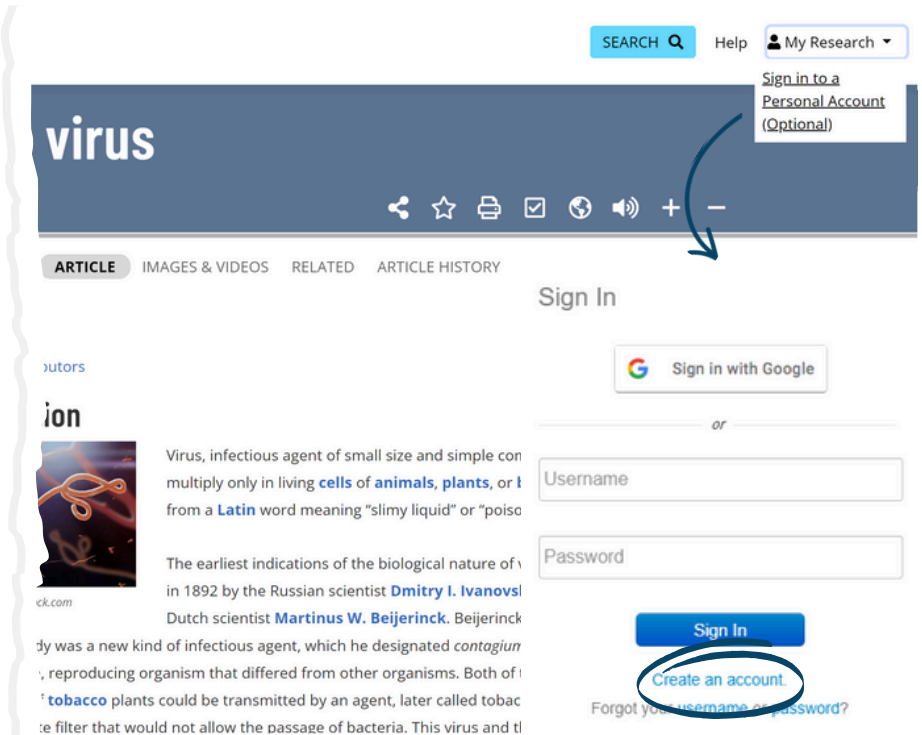 SEARCH Help My Research
Sign in to a
Personal Account
(Optional)
virus
ARTICLE IMAGES & VIDEOS RELATED ARTICLE HISTORY
Sign In
Sign in with Google
or
Username
Password
Sign In
Create an account.
Forgot your username or password?
Virus, infectious agent of small size and simple
multiply only in living cells of animals, plants, or
from a Latin word meaning “slimy liquid” or
The earliest indications of the biological nature of
in 1892 by the Russian scientist Dmitry I.
Dutch scientist Martinus W. Beijerinck. Beijerinck
was a new kind of infectious agent, which he designated
reproducing organism that differed from other organisms. Both of
tobacco plants could be transmitted by an agent, later called
filter that would not allow the passage of bacteria. This virus and